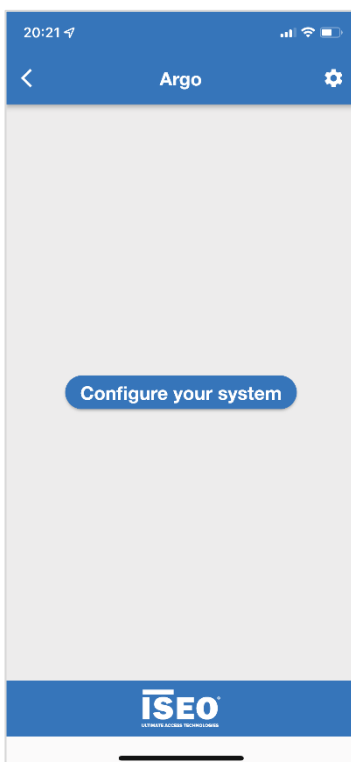 20:21
Argo
Configure your system
ISEO
ULTIMATE ACCESS TECHNOLOGIES